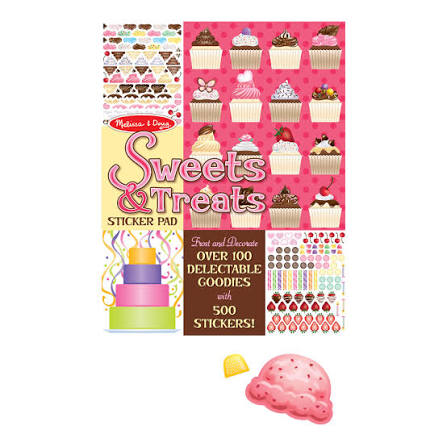 Melissa & Doug
Sweets
& Treats
STICKER PAD
Frost and Decorate
OVER 100
DELECTABLE
GOODIES
with
500
STICKERS!